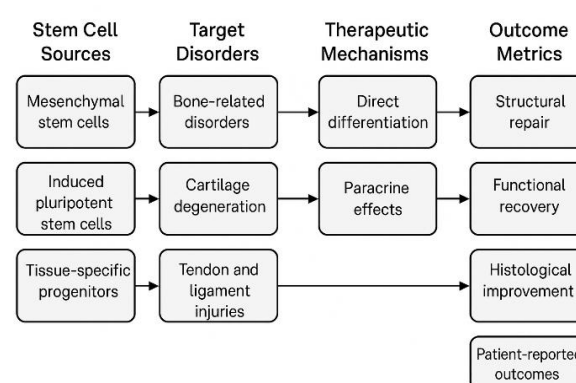 Stem Cell
Sources
Target
Disorders
Therapeutic
Mechanisms
Outcome
Metrics
Mesenchymal
stem cells
Bone-related
disorders
Direct
differentiation
Structural
repair
Induced
pluripotent
stem cells
Cartilage
degeneration
Paracrine
effects
Functional
recovery
Tissue-specific
progenitors
Tendon and
ligament
injuries
Histological
improvement
Patient-reported
outcomes